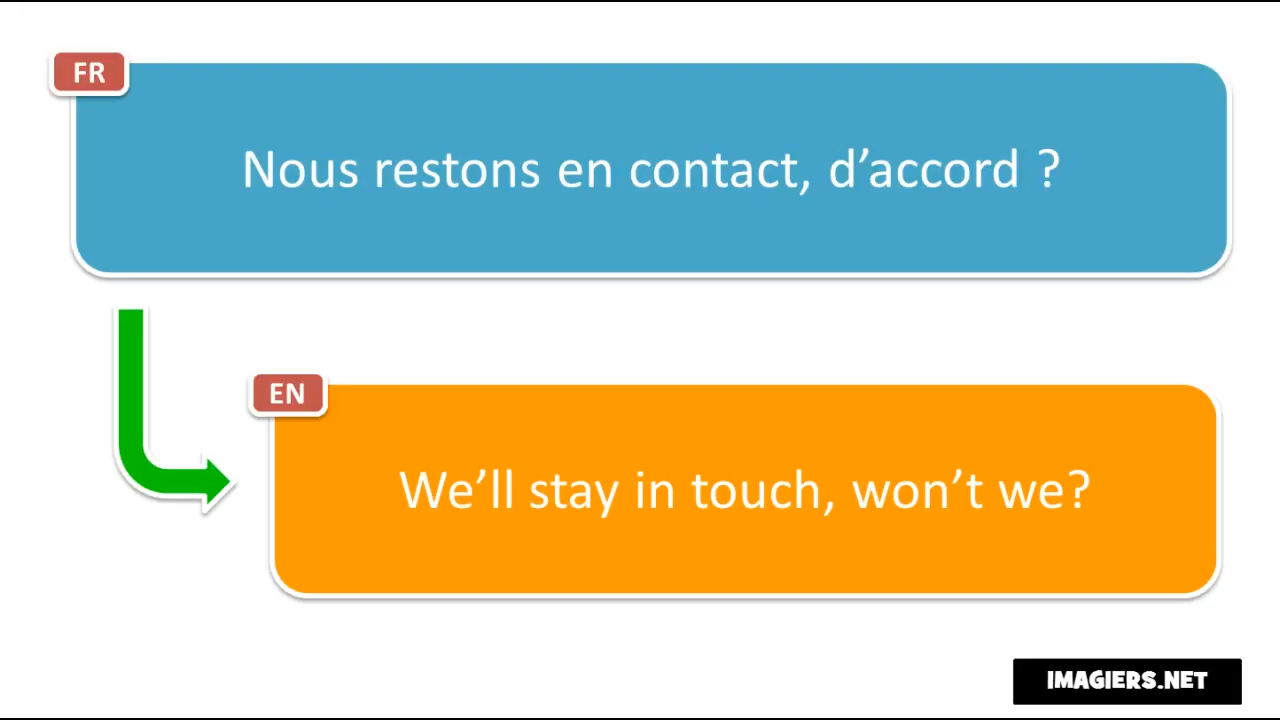 FR
Nous restons en contact, d’accord ?
EN
We’ll stay in touch, won’t we?
IMAGIERS.NET